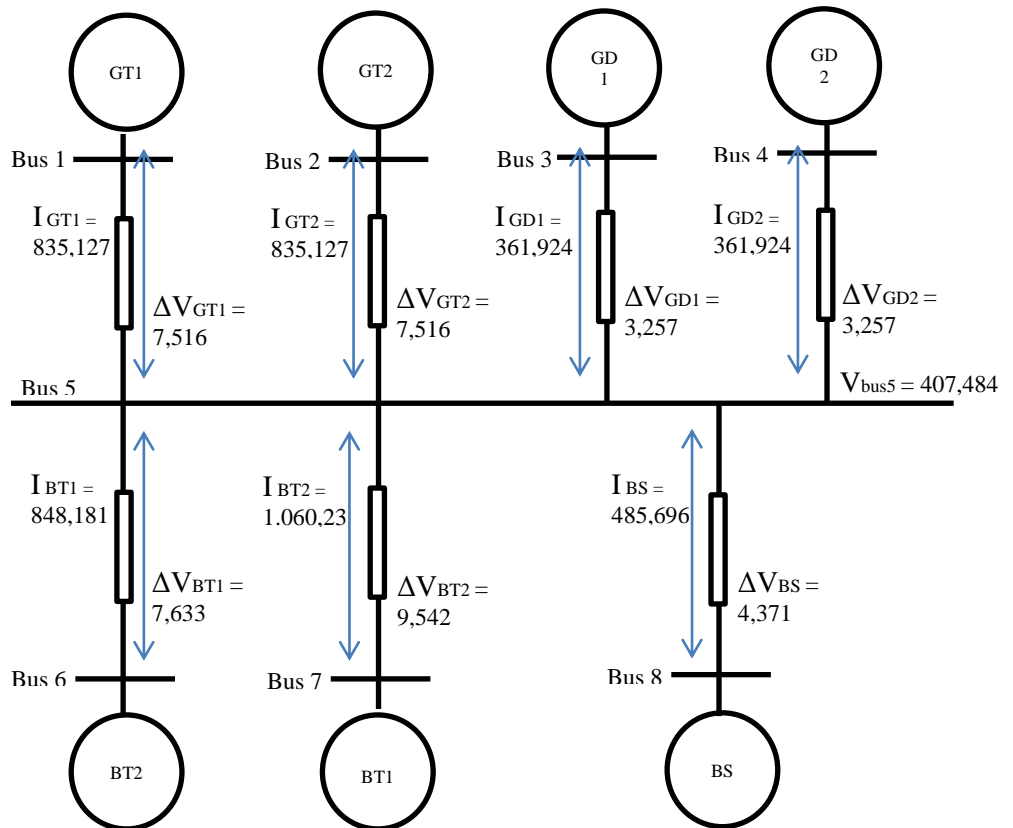 GT1
GT2
GD
1
GD
2
Bus 1
Bus 2
Bus 3
Bus 4
I GT1 =
835,127
I GT2 =
835,127
I GD1 =
361,924
I GD2 =
361,924
ΔVGT1 =
7,516
ΔVGT2 =
7,516
ΔVGD1 =
3,257
ΔVGD2 =
3,257
Bus 5
Vbus5 = 407,484
I BT1 =
848,181
I BT2 =
1.060,23
I BS =
485,696
ΔVBT1 =
7,633
ΔVBT2 =
9,542
ΔVBS =
4,371
Bus 6
Bus 7
Bus 8
BT2
BT1
BS